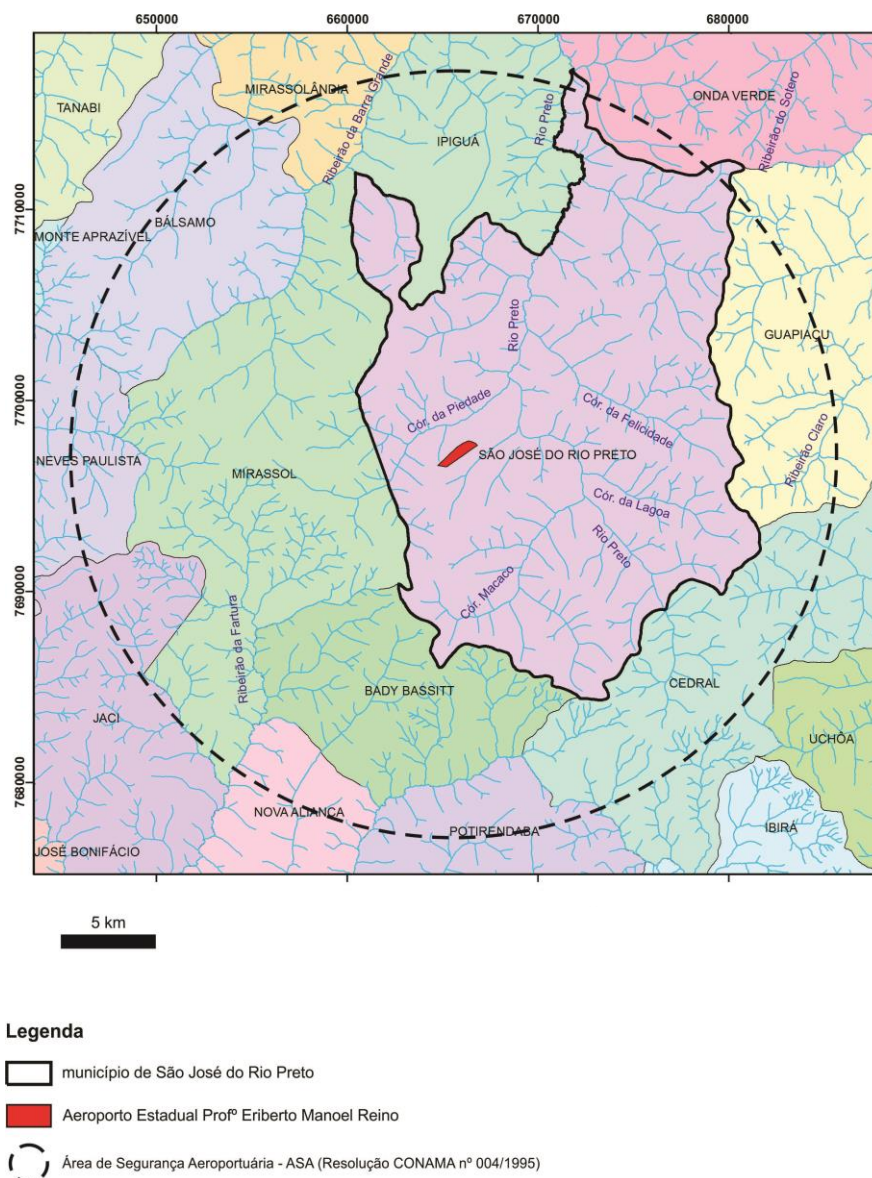 650000
660000
670000
680000
MIRASSOLÂNDIA
ONDA VERDE
TANABI
Ribeirão da Barra Grande
Rio Preto
Ribeirão do Sotero
IPIGUÁ
7710000
BÁLSAMO
MONTE APRAZÍVEL
Rio Preto
GUAPIAÇU
7700000
Cór. da Piedade
Cór. da Felicidade
Ribeirão Claro
NEVES PAULISTA
MIRASSOL
SÃO JOSÉ DO RIO PRETO
Cór. da Lagoa
Rio Preto
7690000
Cór. Macaco
Ribeirão da Fartura
BADY BASSITT
CEDRAL
JACI
UCHÔA
7680000
NOVA ALIANÇA
POTIRENDABA
IBIRÁ
JOSÉ BONIFÁCIO
5 km
Legenda
município de São José do Rio Preto
Aeroporto Estadual Profº Eriberto Manoel Reino
Área de Segurança Aeroportuária - ASA (Resolução CONAMA nº 004/1995)